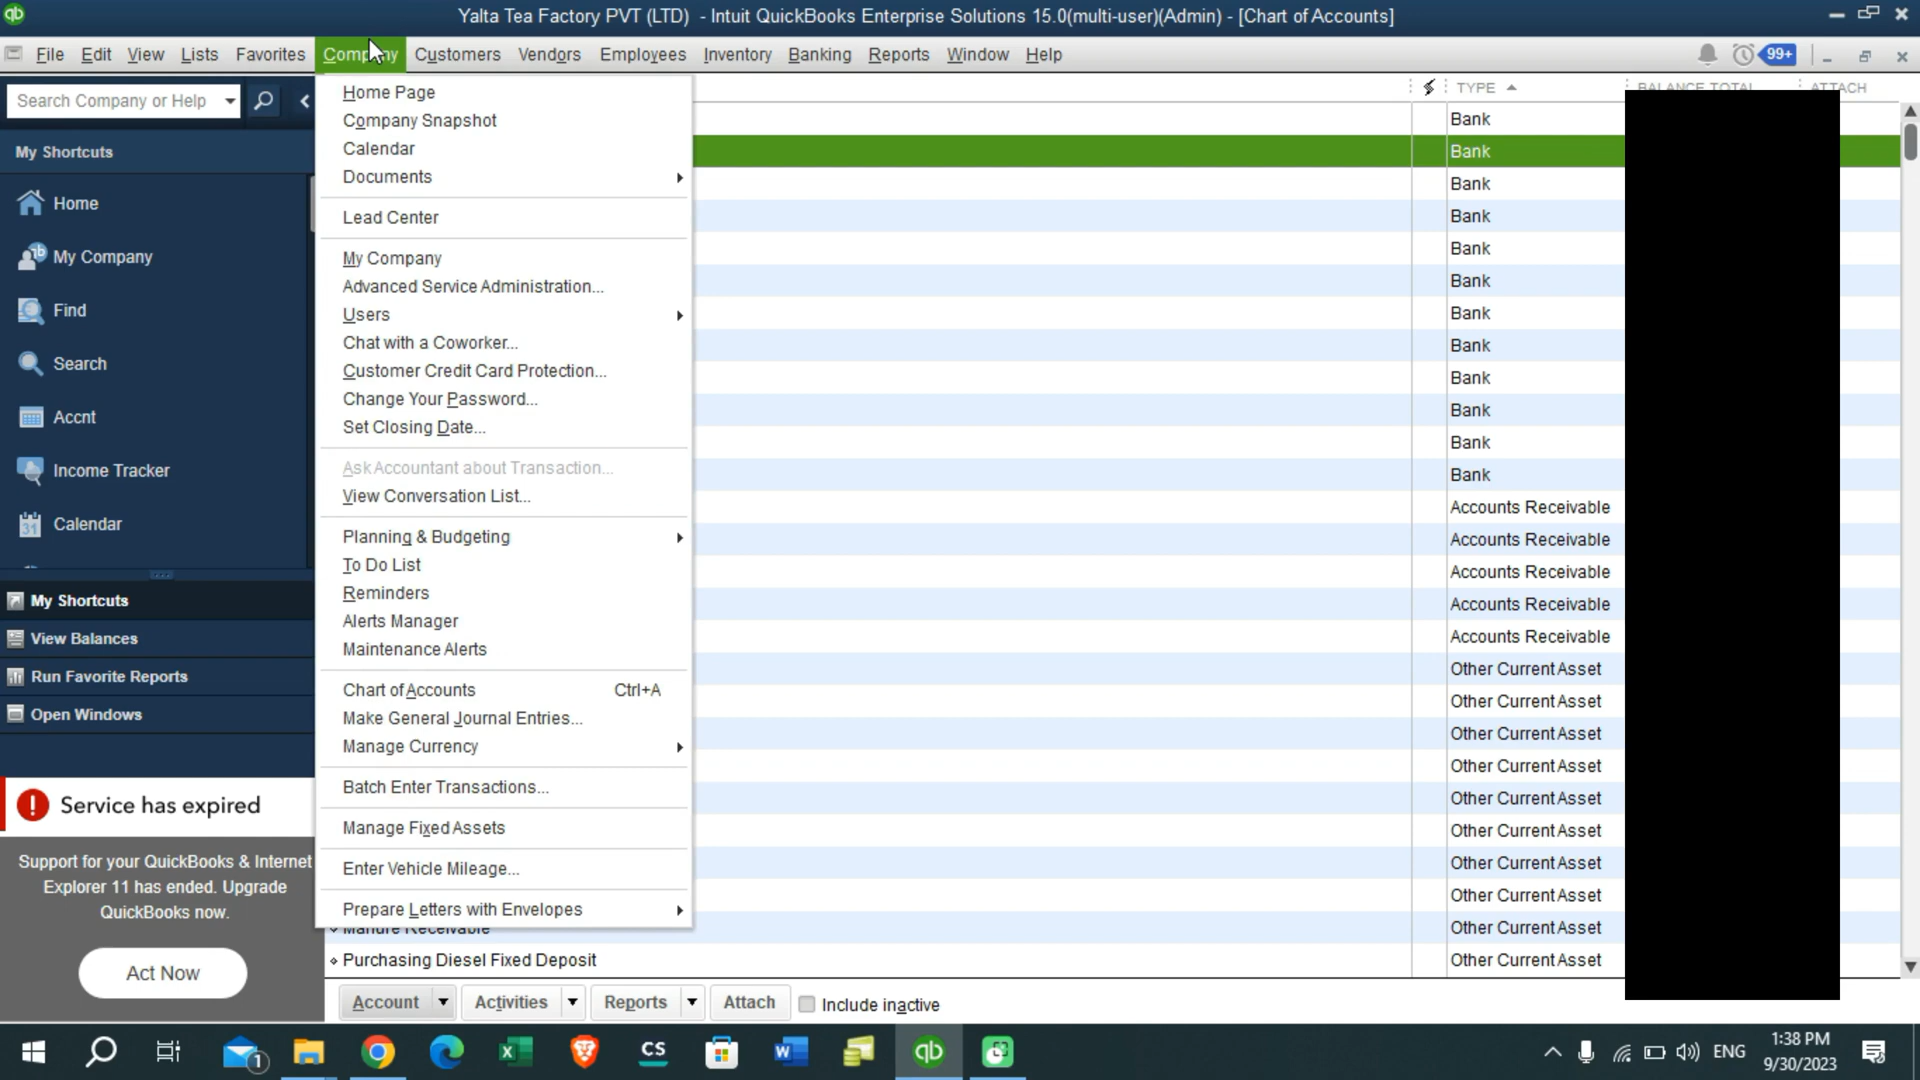 Yalta Tea Factory PVT (LTD) - Intuit QuickBooks Enterprise Solutions 15.0(multi-user)(Admin) - [Chart of Accounts]
File Edit View Lists Favorites Company Customers Vendors Employees Inventory Banking Reports Window Help
99+
Search Company or Help
My Shortcuts
Home
My Company
Find
Search
Accnt
Income Tracker
Calendar
My Shortcuts
View Balances
Run Favorite Reports
Open Windows
Service has expired
Support for your QuickBooks & Internet
Explorer 11 has ended. Upgrade
QuickBooks now.
Act Now
Home Page
Company Snapshot
Calendar
Documents
Lead Center
My Company
Advanced Service Administration...
Users
Chat with a Coworker...
Customer Credit Card Protection...
Change Your Password...
Set Closing Date...
Ask Accountant about Transaction...
View Conversation List...
Planning & Budgeting
To Do List
Reminders
Alerts Manager
Maintenance Alerts
Chart of Accounts Ctrl+A
Make General Journal Entries...
Manage Currency
Batch Enter Transactions...
Manage Fixed Assets
Enter Vehicle Mileage...
Prepare Letters with Envelopes
Manure Receivable
Purchasing Diesel Fixed Deposit
TYPE BALANCE TOTAL ATTACH
Bank
Bank
Bank
Bank
Bank
Bank
Bank
Bank
Bank
Bank
Bank
Bank
Accounts Receivable
Accounts Receivable
Accounts Receivable
Accounts Receivable
Accounts Receivable
Other Current Asset
Other Current Asset
Other Current Asset
Other Current Asset
Other Current Asset
Other Current Asset
Other Current Asset
Other Current Asset
Other Current Asset
Other Current Asset
Account Activities Reports Attach Include inactive
1 CS W qb ENG
1:38 PM
9/30/2023